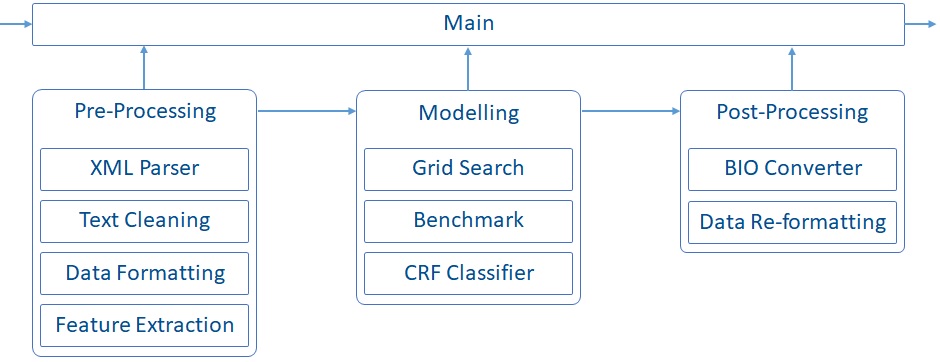 Main
Pre-Processing
XML Parser
Text Cleaning
Data Formatting
Feature Extraction
Modelling
Grid Search
Benchmark
CRF Classifier
Post-Processing
BIO Converter
Data Re-formatting